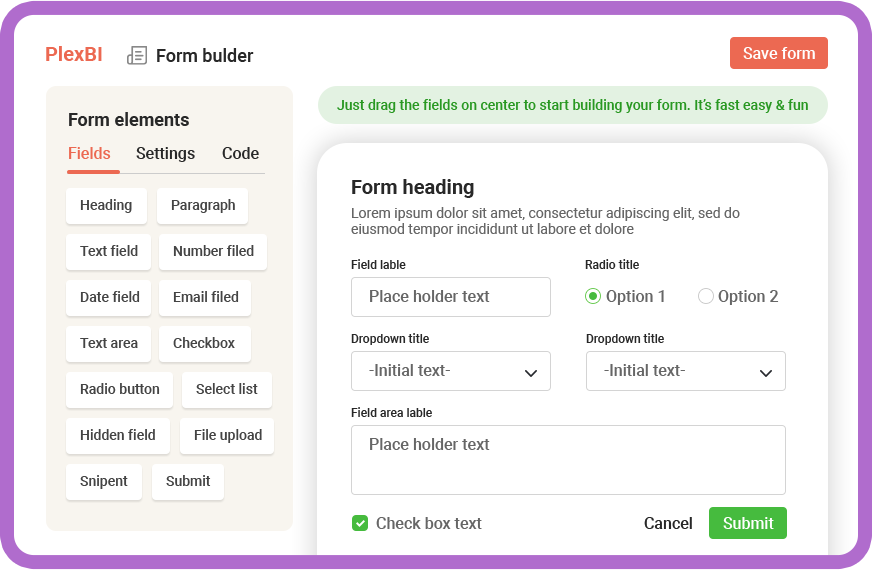 PlexBI
Form bulder
Save form
Form elements
Fields Settings Code
Heading Paragraph
Text field Number filed
Date field Email filed
Text area Checkbox
Radio button Select list
Hidden field File upload
Snipent Submit
Just drag the fields on center to start building your form. It's fast easy & fun
Form heading
Lorem ipsum dolor sit amet, consectetur adipiscing elit, sed do
eiusmod tempor incididunt ut labore et dolore
Field lable Radio title
Place holder text Option 1 Option 2
Dropdown title Dropdown title
-Initial text- -Initial text-
Field area lable
Place holder text
Check box text Cancel Submit